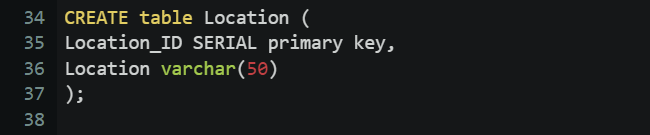 34 CREATE table Location (
35 Location_ID SERIAL primary key,
36 Location varchar(50)
37 );
38